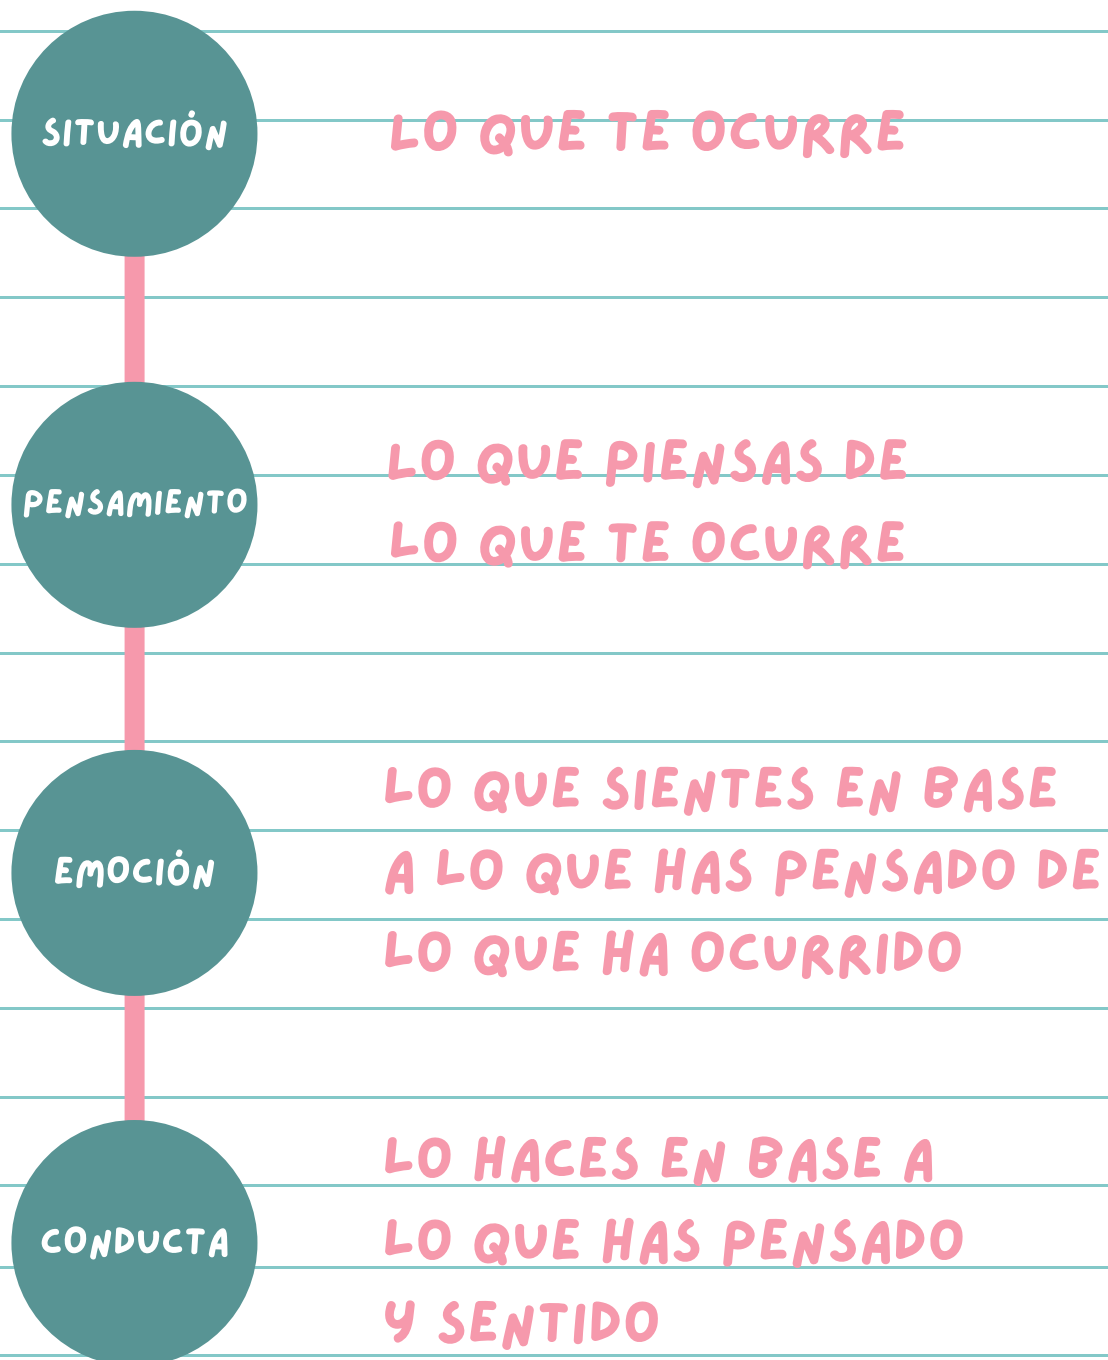 SITUACIÓN
LO QUE TE OCURRE
PENSAMIENTO
LO QUE PIENSAS DE
LO QUE TE OCURRE
EMOCIÓN
LO QUE SIENTES EN BASE
A LO QUE HAS PENSADO DE
LO QUE HA OCURRIDO
CONDUCTA
LO HACES EN BASE A
LO QUE HAS PENSADO
Y SENTIDO